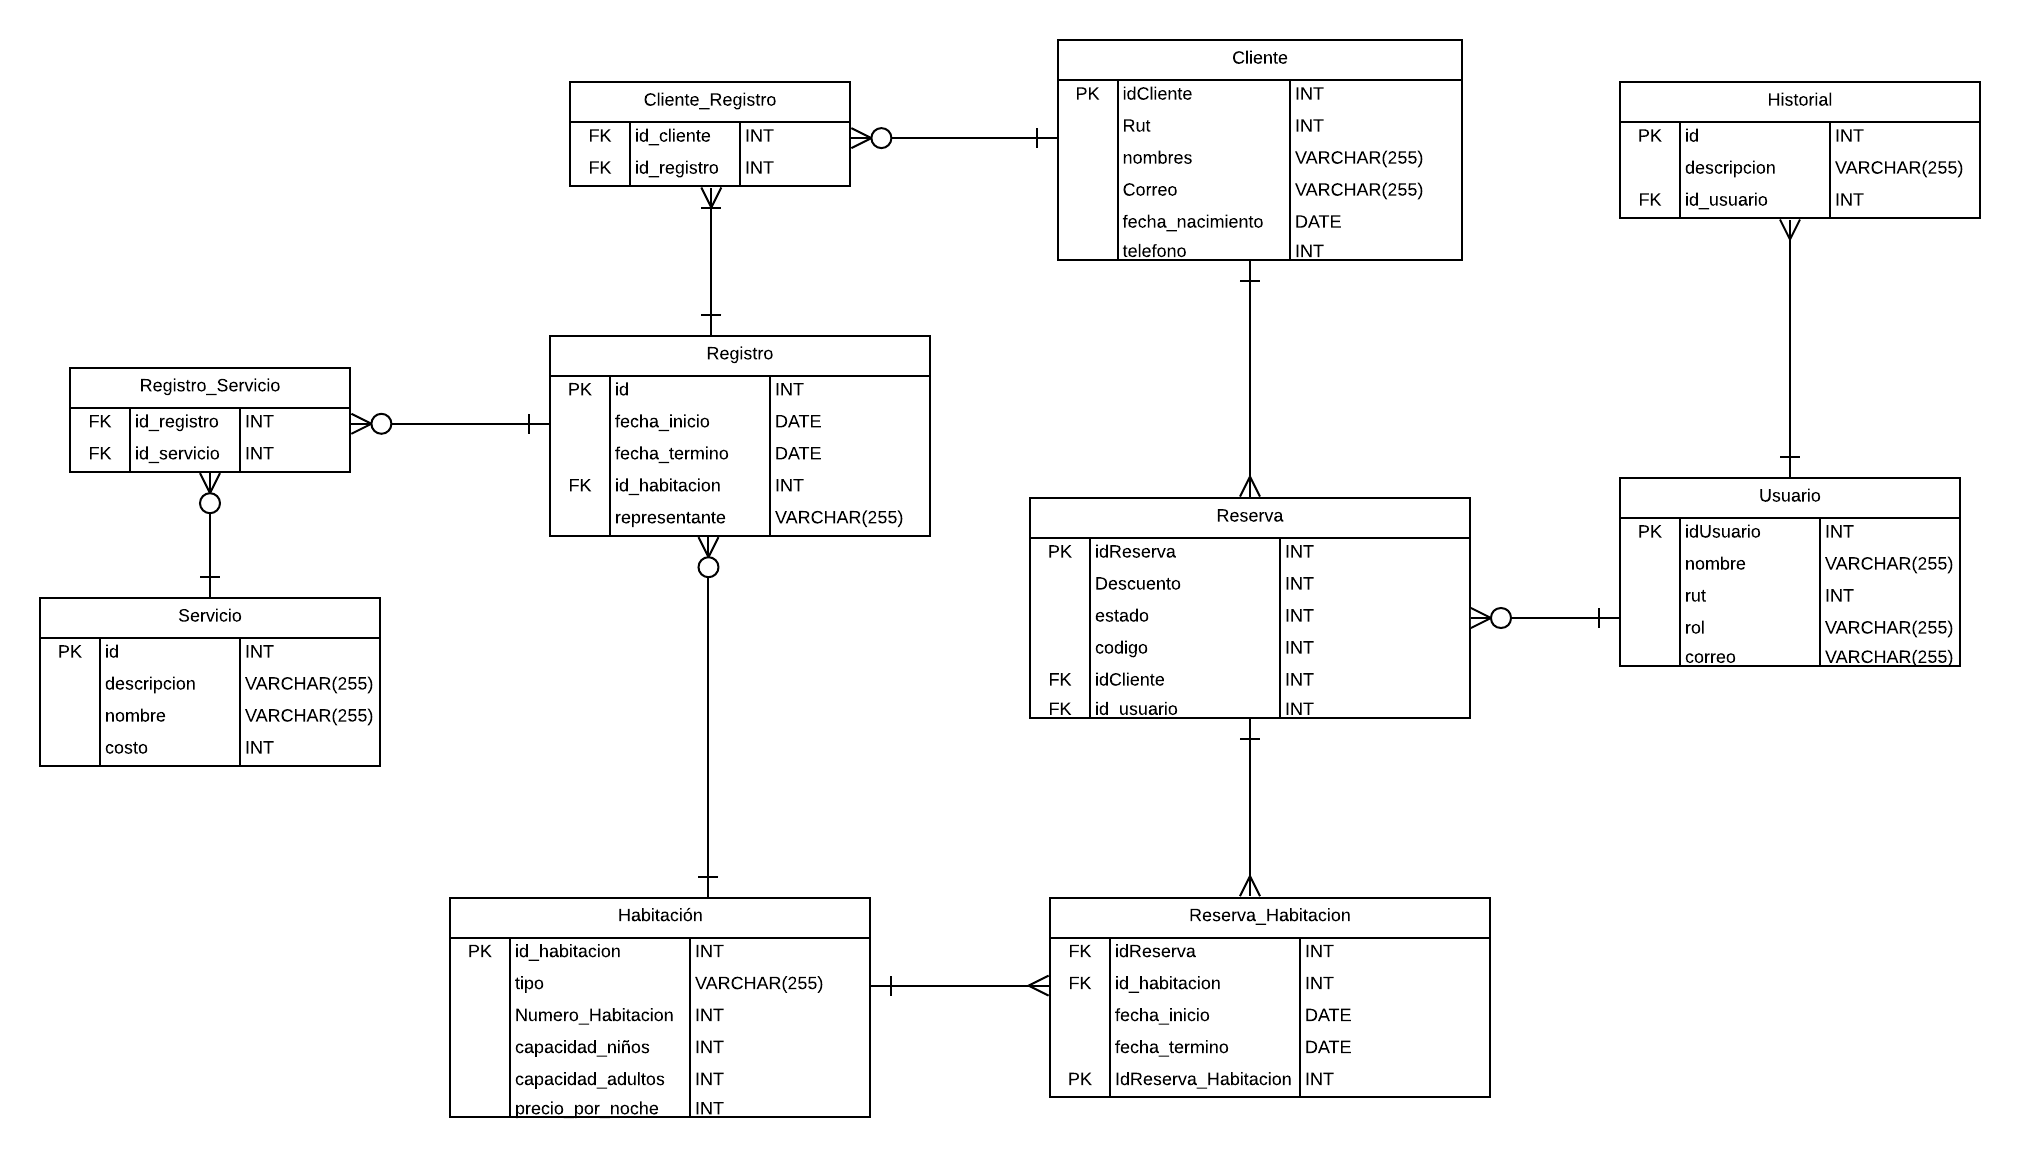 Cliente
PK idCliente INT
Rut INT
nombres VARCHAR(255)
Correo VARCHAR(255)
fecha_nacimiento DATE
telefono INT
Cliente_Registro
FK id_cliente INT
FK id_registro INT
Historial
PK id INT
descripcion VARCHAR(255)
FK id_usuario INT
Registro
PK id INT
fecha_inicio DATE
fecha_termino DATE
FK id_habitacion INT
representante VARCHAR(255)
Registro_Servicio
FK id_registro INT
FK id_servicio INT
Servicio
PK id INT
descripcion VARCHAR(255)
nombre VARCHAR(255)
costo INT
Reserva
PK idReserva INT
Descuento INT
estado INT
codigo INT
FK idCliente INT
FK id_usuario INT
Usuario
PK idUsuario INT
nombre VARCHAR(255)
rut INT
rol VARCHAR(255)
correo VARCHAR(255)
Habitación
PK id_habitacion INT
tipo VARCHAR(255)
Numero_Habitacion INT
capacidad_niños INT
capacidad_adultos INT
precio_por_noche INT
Reserva_Habitacion
FK idReserva INT
FK id_habitacion INT
fecha_inicio DATE
fecha_termino DATE
PK IdReserva_Habitacion INT